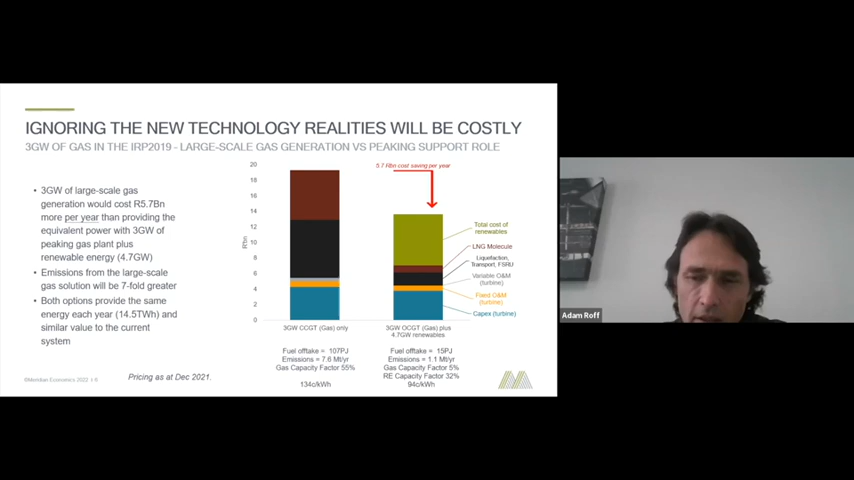 IGNORING THE NEW TECHNOLOGY REALITIES WILL BE COSTLY
3GW OF GAS IN THE IRP2019 - LARGE-SCALE GAS GENERATION VS PEAKING SUPPORT ROLE
• 3GW of large-scale gas
generation would cost R5.7Bn
more per year than providing the
equivalent power with 3GW of
peaking gas plant plus
renewable energy (4.7GW)
• Emissions from the large-scale
gas solution will be 7-fold greater
• Both options provide the same
energy each year (14.5TWh) and
similar value to the current
system
Pricing as at Dec 2021.
©Meridian Economics 2022 | 6
R'bn
20
18
16
14
12
10
8
6
4
2
0
5.7 Rbn cost saving per year
Total cost of
renewables
LNG Molecule
Liquefaction,
Transport, FSRU
Variable O&M
(turbine)
Fixed O&M
(turbine)
Capex (turbine)
3GW CCGT (Gas) only
Fuel offtake = 107PJ
Emissions = 7.6 Mt/yr
Gas Capacity Factor 55%
134c/kWh
3GW OCGT (Gas) plus
4.7GW renewables
Fuel offtake = 15PJ
Emissions = 1.1 Mt/yr
Gas Capacity Factor 5%
RE Capacity Factor 32%
94c/kWh
Adam Roff